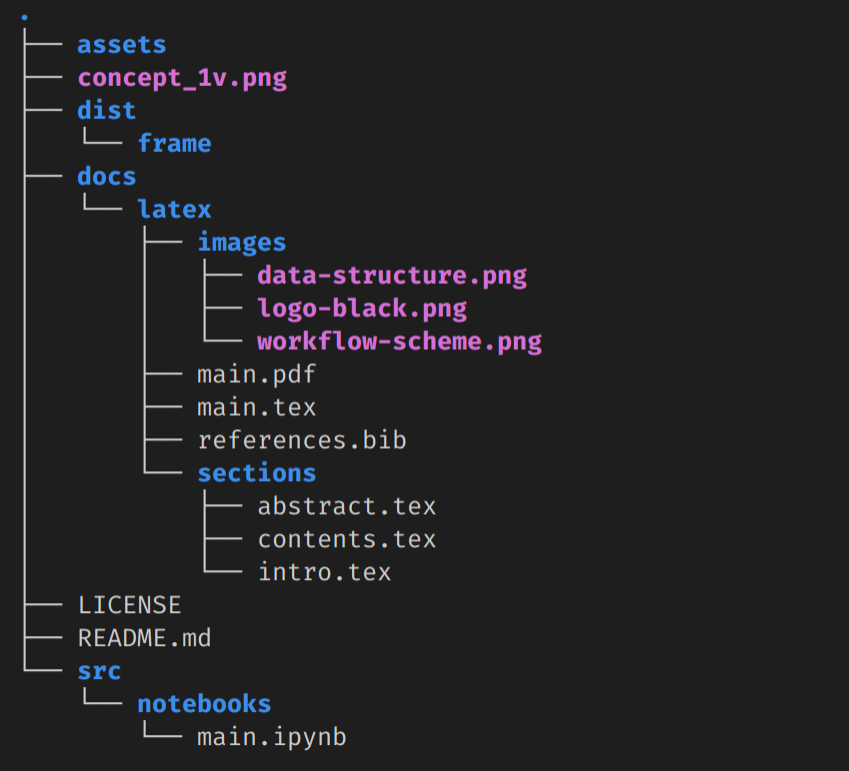 .
├── assets
├── concept_1v.png
├── dist
│   └── frame
├── docs
│   └── latex
│       ├── images
│       │   ├── data-structure.png
│       │   ├── logo-black.png
│       │   └── workflow-scheme.png
│       ├── main.pdf
│       ├── main.tex
│       ├── references.bib
│       └── sections
│           ├── abstract.tex
│           ├── contents.tex
│           └── intro.tex
├── LICENSE
├── README.md
└── src
    └── notebooks
        └── main.ipynb